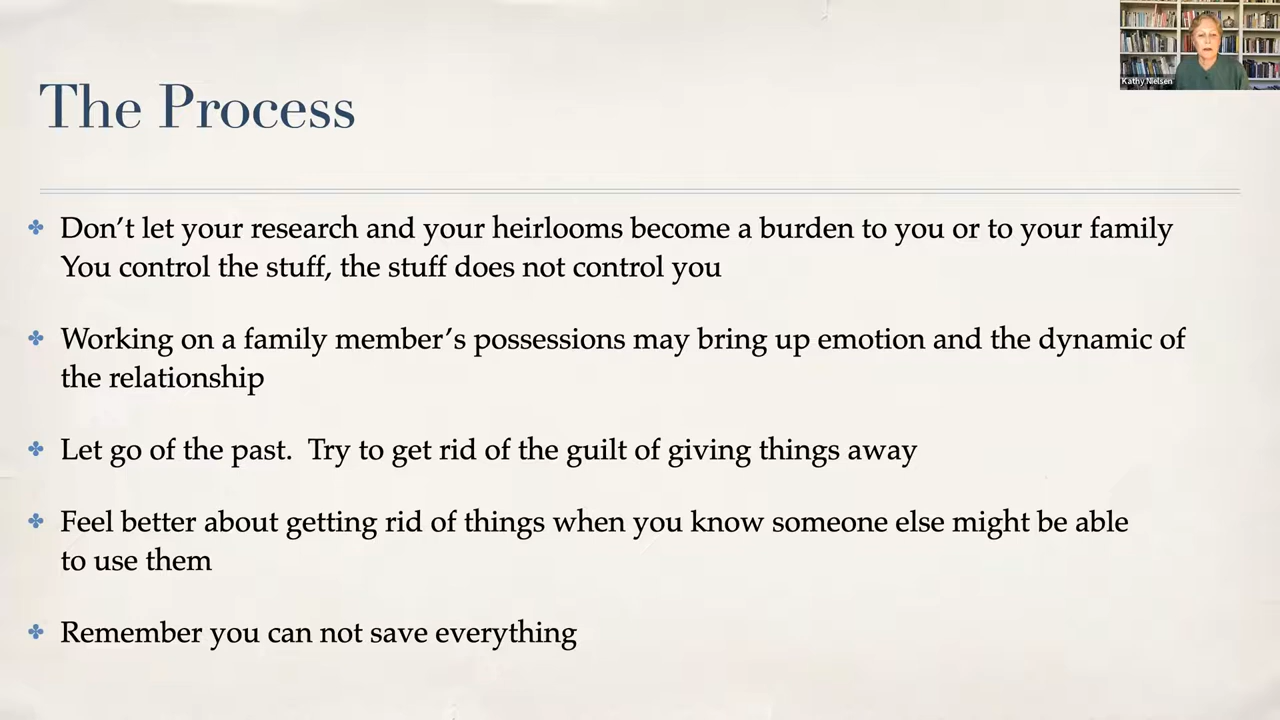 The Process
Kathy Nielsen
Don’t let your research and your heirlooms become a burden to you or to your family
You control the stuff, the stuff does not control you
Working on a family member’s possessions may bring up emotion and the dynamic of
the relationship
Let go of the past.  Try to get rid of the guilt of giving things away
Feel better about getting rid of things when you know someone else might be able
to use them
Remember you can not save everything